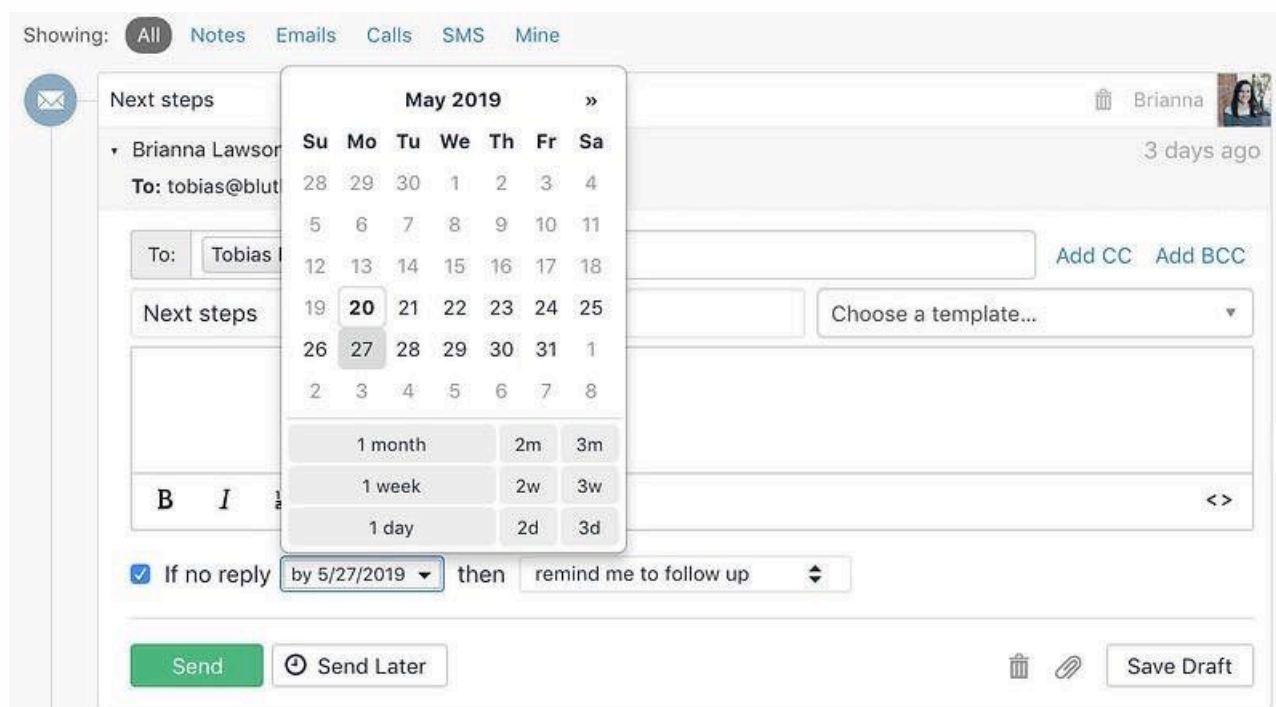 Showing: All Notes Emails Calls SMS Mine
Next steps
Brianna
Brianna Lawson
3 days ago
To: tobias@blut
May 2019 »
Su Mo Tu We Th Fr Sa
28 29 30 1 2 3 4
5 6 7 8 9 10 11
12 13 14 15 16 17 18
19 20 21 22 23 24 25
26 27 28 29 30 31 1
2 3 4 5 6 7 8
1 month 2m 3m
1 week 2w 3w
1 day 2d 3d
To: Tobias
Add CC Add BCC
Next steps
Choose a template...
B I
<>
If no reply by 5/27/2019 then remind me to follow up
Send Send Later Save Draft